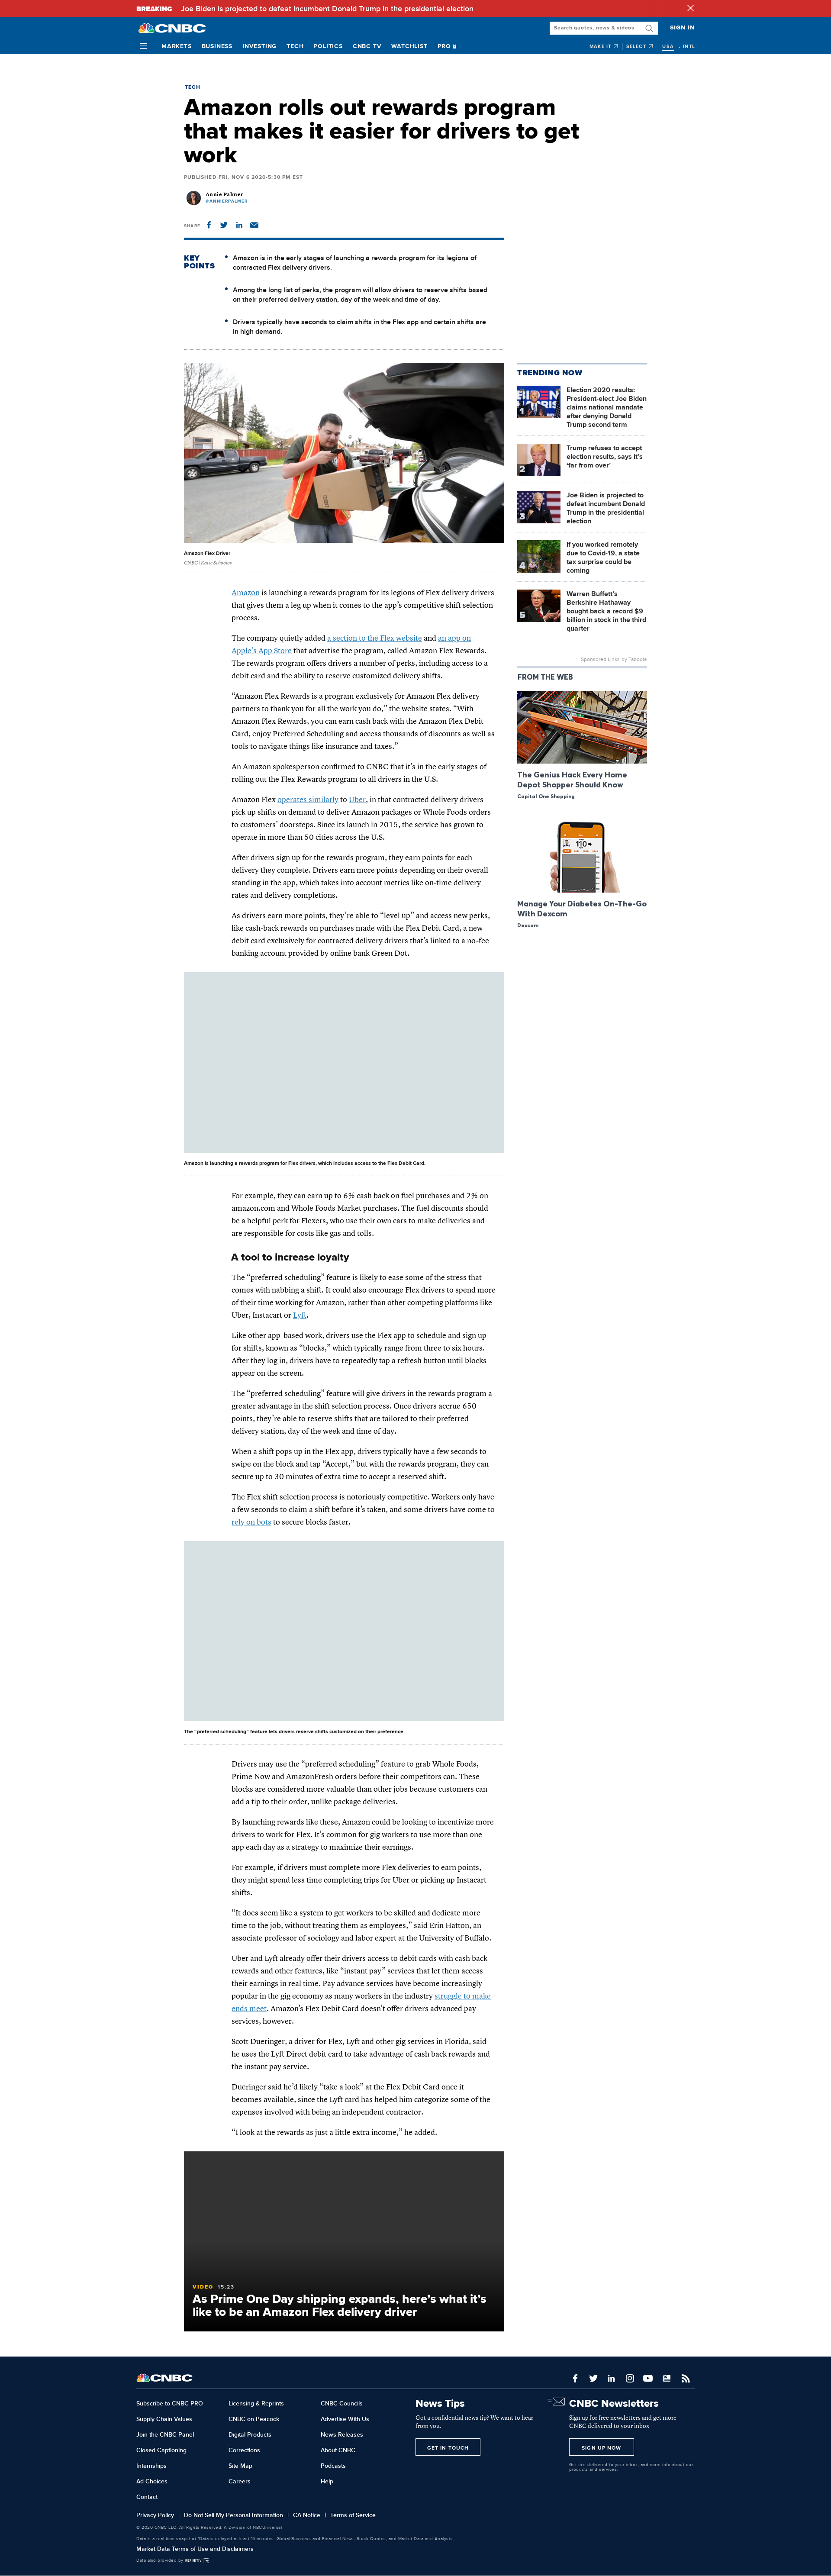 BREAKING Joe Biden is projected to defeat incumbent Donald Trump in the presidential election
CNBC
Search quotes, news & videos
SIGN IN
MARKETS BUSINESS INVESTING TECH POLITICS CNBC TV WATCHLIST PRO
MAKE IT SELECT USA • INTL
TECH
Amazon rolls out rewards program
that makes it easier for drivers to get
work
PUBLISHED FRI, NOV 6 2020•5:30 PM EST
Annie Palmer
@ANNIERPALMER
SHARE
KEY
POINTS
Amazon is in the early stages of launching a rewards program for its legions of
contracted Flex delivery drivers.
Among the long list of perks, the program will allow drivers to reserve shifts based
on their preferred delivery station, day of the week and time of day.
Drivers typically have seconds to claim shifts in the Flex app and certain shifts are
in high demand.
Amazon Flex Driver
CNBC | Katie Schoolov
Amazon is launching a rewards program for its legions of Flex delivery drivers
that gives them a leg up when it comes to the app's competitive shift selection
process.
The company quietly added a section to the Flex website and an app on
Apple's App Store that advertise the program, called Amazon Flex Rewards.
The rewards program offers drivers a number of perks, including access to a
debit card and the ability to reserve customized delivery shifts.
“Amazon Flex Rewards is a program exclusively for Amazon Flex delivery
partners to thank you for all the work you do,” the website states. “With
Amazon Flex Rewards, you can earn cash back with the Amazon Flex Debit
Card, enjoy Preferred Scheduling and access thousands of discounts as well as
tools to navigate things like insurance and taxes.”
An Amazon spokesperson confirmed to CNBC that it's in the early stages of
rolling out the Flex Rewards program to all drivers in the U.S.
Amazon Flex operates similarly to Uber, in that contracted delivery drivers
pick up shifts on demand to deliver Amazon packages or Whole Foods orders
to customers' doorsteps. Since its launch in 2015, the service has grown to
operate in more than 50 cities across the U.S.
After drivers sign up for the rewards program, they earn points for each
delivery they complete. Drivers earn more points depending on their overall
standing in the app, which takes into account metrics like on-time delivery
rates and delivery completions.
As drivers earn more points, they're able to “level up” and access new perks,
like cash-back rewards on purchases made with the Flex Debit Card, a new
debit card exclusively for contracted delivery drivers that's linked to a no-fee
banking account provided by online bank Green Dot.
Amazon is launching a rewards program for Flex drivers, which includes access to the Flex Debit Card.
For example, they can earn up to 6% cash back on fuel purchases and 2% on
amazon.com and Whole Foods Market purchases. The fuel discounts should
be a helpful perk for Flexers, who use their own cars to make deliveries and
are responsible for costs like gas and tolls.
A tool to increase loyalty
The “preferred scheduling” feature is likely to ease some of the stress that
comes with nabbing a shift. It could also encourage Flex drivers to spend more
of their time working for Amazon, rather than other competing platforms like
Uber, Instacart or Lyft.
Like other app-based work, drivers use the Flex app to schedule and sign up
for shifts, known as “blocks,” which typically range from three to six hours.
After they log in, drivers have to repeatedly tap a refresh button until blocks
appear on the screen.
The “preferred scheduling” feature will give drivers in the rewards program a
greater advantage in the shift selection process. Once drivers accrue 650
points, they're able to reserve shifts that are tailored to their preferred
delivery station, day of the week and time of day.
When a shift pops up in the Flex app, drivers typically have a few seconds to
swipe on the block and tap “Accept,” but with the rewards program, they can
secure up to 30 minutes of extra time to accept a reserved shift.
The Flex shift selection process is notoriously competitive. Workers only have
a few seconds to claim a shift before it's taken, and some drivers have come to
rely on bots to secure blocks faster.
The “preferred scheduling” feature lets drivers reserve shifts customized on their preference.
Drivers may use the “preferred scheduling” feature to grab Whole Foods,
Prime Now and AmazonFresh orders before their competitors can. These
blocks are considered more valuable than other jobs because customers can
add a tip to their order, unlike package deliveries.
By launching rewards like these, Amazon could be looking to incentivize more
drivers to work for Flex. It's common for gig workers to use more than one
app each day as a strategy to maximize their earnings.
For example, if drivers must complete more Flex deliveries to earn points,
they might spend less time completing trips for Uber or picking up Instacart
shifts.
“It does seem like a system to get workers to be skilled and dedicate more
time to the job, without treating them as employees,” said Erin Hatton, an
associate professor of sociology and labor expert at the University of Buffalo.
Uber and Lyft already offer their drivers access to debit cards with cash back
rewards and other features, like “instant pay” services that let them access
their earnings in real time. Pay advance services have become increasingly
popular in the gig economy as many workers in the industry struggle to make
ends meet. Amazon's Flex Debit Card doesn't offer drivers advanced pay
services, however.
Scott Dueringer, a driver for Flex, Lyft and other gig services in Florida, said
he uses the Lyft Direct debit card to take advantage of cash back rewards and
the instant pay service.
Dueringer said he'd likely “take a look” at the Flex Debit Card once it
becomes available, since the Lyft card has helped him categorize some of the
expenses involved with being an independent contractor.
“I look at the rewards as just a little extra income,” he added.
VIDEO 15:23
As Prime One Day shipping expands, here's what it's
like to be an Amazon Flex delivery driver
TRENDING NOW
1
Election 2020 results:
President-elect Joe Biden
claims national mandate
after denying Donald
Trump second term
2
Trump refuses to accept
election results, says it's
‘far from over’
3
Joe Biden is projected to
defeat incumbent Donald
Trump in the presidential
election
4
If you worked remotely
due to Covid-19, a state
tax surprise could be
coming
5
Warren Buffett's
Berkshire Hathaway
bought back a record $9
billion in stock in the third
quarter
Sponsored Links by Taboola
FROM THE WEB
The Genius Hack Every Home
Depot Shopper Should Know
Capital One Shopping
110
Manage Your Diabetes On-The-Go
With Dexcom
Dexcom
CNBC
Subscribe to CNBC PRO
Supply Chain Values
Join the CNBC Panel
Closed Captioning
Internships
Ad Choices
Contact
Licensing & Reprints
CNBC on Peacock
Digital Products
Corrections
Site Map
Careers
CNBC Councils
Advertise With Us
News Releases
About CNBC
Podcasts
Help
News Tips
Got a confidential news tip? We want to hear
from you.
GET IN TOUCH
CNBC Newsletters
Sign up for free newsletters and get more
CNBC delivered to your inbox
SIGN UP NOW
Get this delivered to your inbox, and more info about our
products and services.
Privacy Policy | Do Not Sell My Personal Information | CA Notice | Terms of Service
© 2020 CNBC LLC. All Rights Reserved. A Division of NBCUniversal
Data is a real-time snapshot *Data is delayed at least 15 minutes. Global Business and Financial News, Stock Quotes, and Market Data and Analysis.
Market Data Terms of Use and Disclaimers
Data also provided by REFINITIV